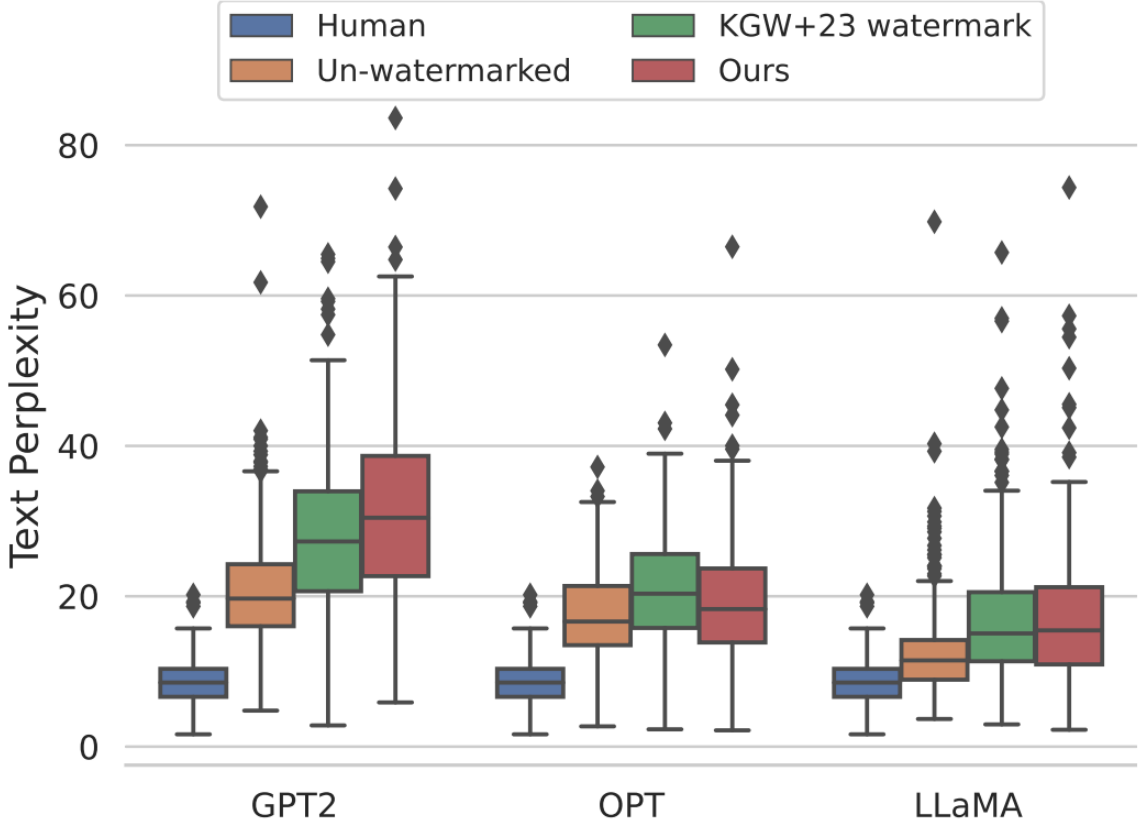 Human
KGW+23 watermark
Un-watermarked
Ours
Text Perplexity
80
60
40
20
0
GPT2
OPT
LLaMA